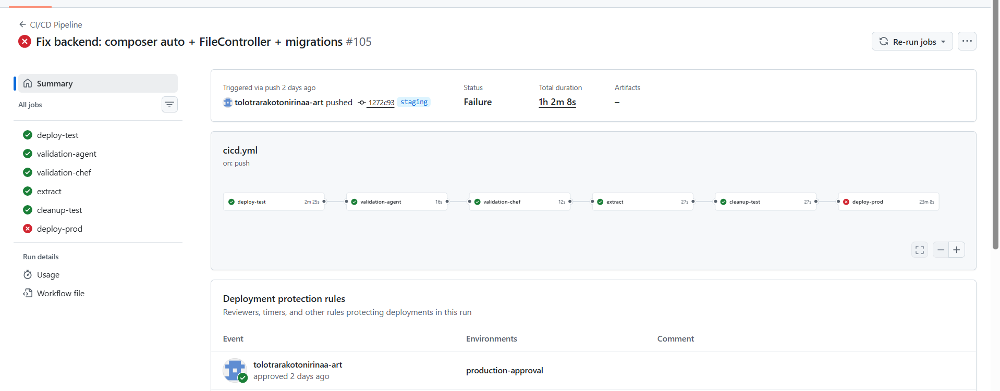 CI/CD Pipeline
Fix backend: composer auto + FileController + migrations #105
Re-run jobs
Summary
All jobs
deploy-test
validation-agent
validation-chef
extract
cleanup-test
deploy-prod
Run details
Usage
Workflow file
Triggered via push 2 days ago
tolotrarakotonirinaa-art pushed 1272c93 staging
Status
Failure
Total duration
1h 2m 8s
Artifacts
–
cicd.yml
on: push
deploy-test 2m 25s
validation-agent 16s
validation-chef 12s
extract 27s
cleanup-test 27s
deploy-prod 23m 8s
Deployment protection rules
Reviewers, timers, and other rules protecting deployments in this run
Event Environments Comment
tolotrarakotonirinaa-art
approved 2 days ago
production-approval